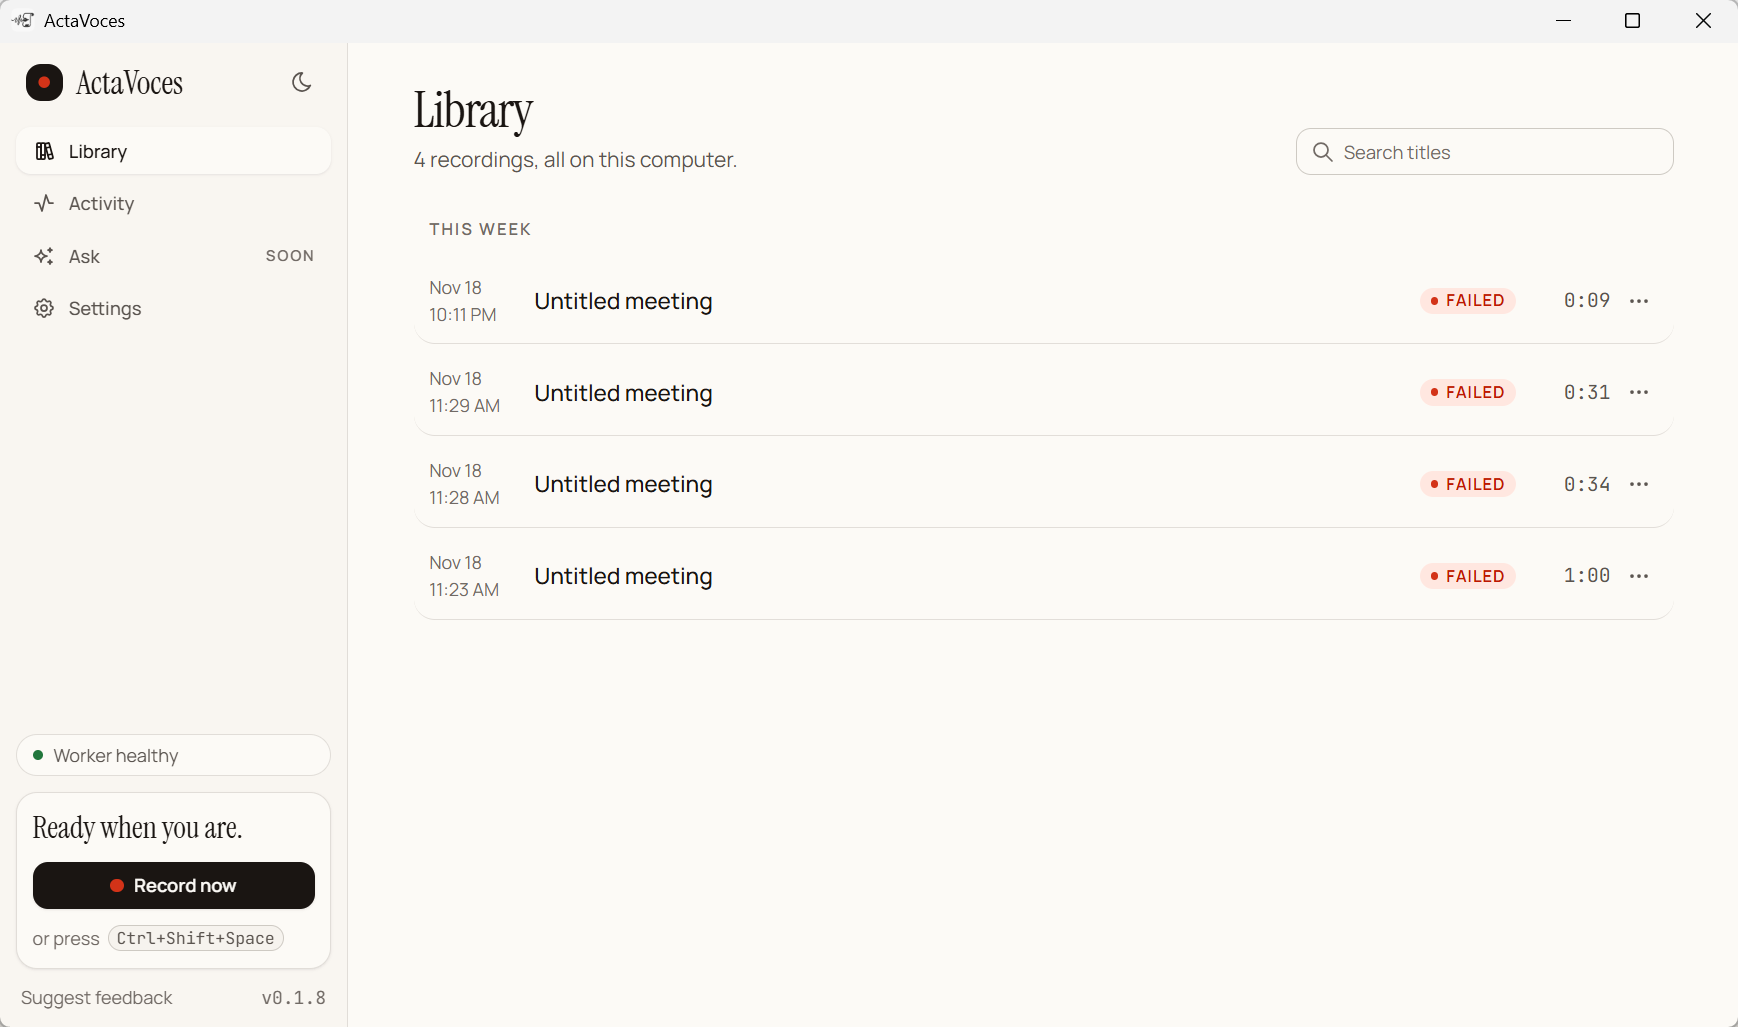 ActaVoces
ActaVoces
Library
Activity
Ask SOON
Settings
Worker healthy
Ready when you are.
Record now
or press Ctrl+Shift+Space
Suggest feedback v0.1.8
Library
4 recordings, all on this computer.
Search titles
THIS WEEK
Nov 18
10:11 PM
Untitled meeting FAILED 0:09
Nov 18
11:29 AM
Untitled meeting FAILED 0:31
Nov 18
11:28 AM
Untitled meeting FAILED 0:34
Nov 18
11:23 AM
Untitled meeting FAILED 1:00